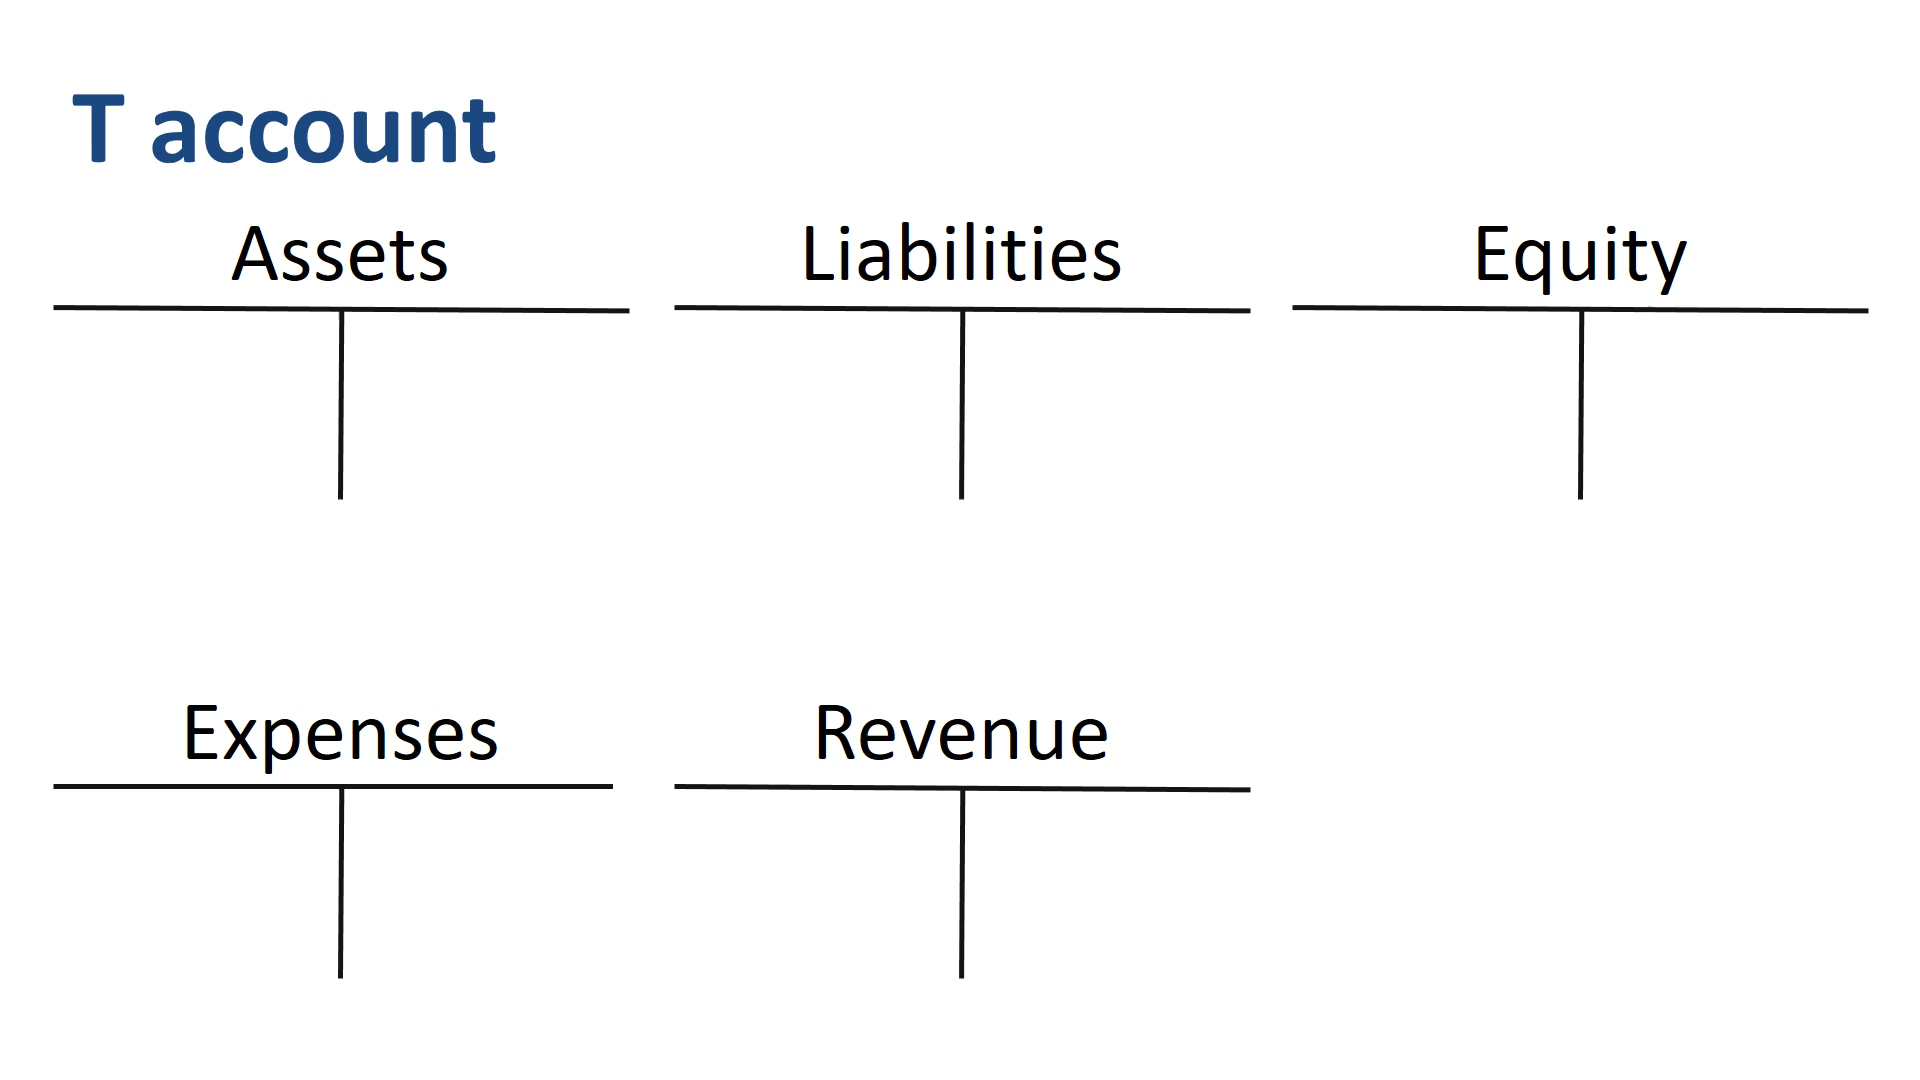 T account
Assets
Liabilities
Equity
Expenses
Revenue